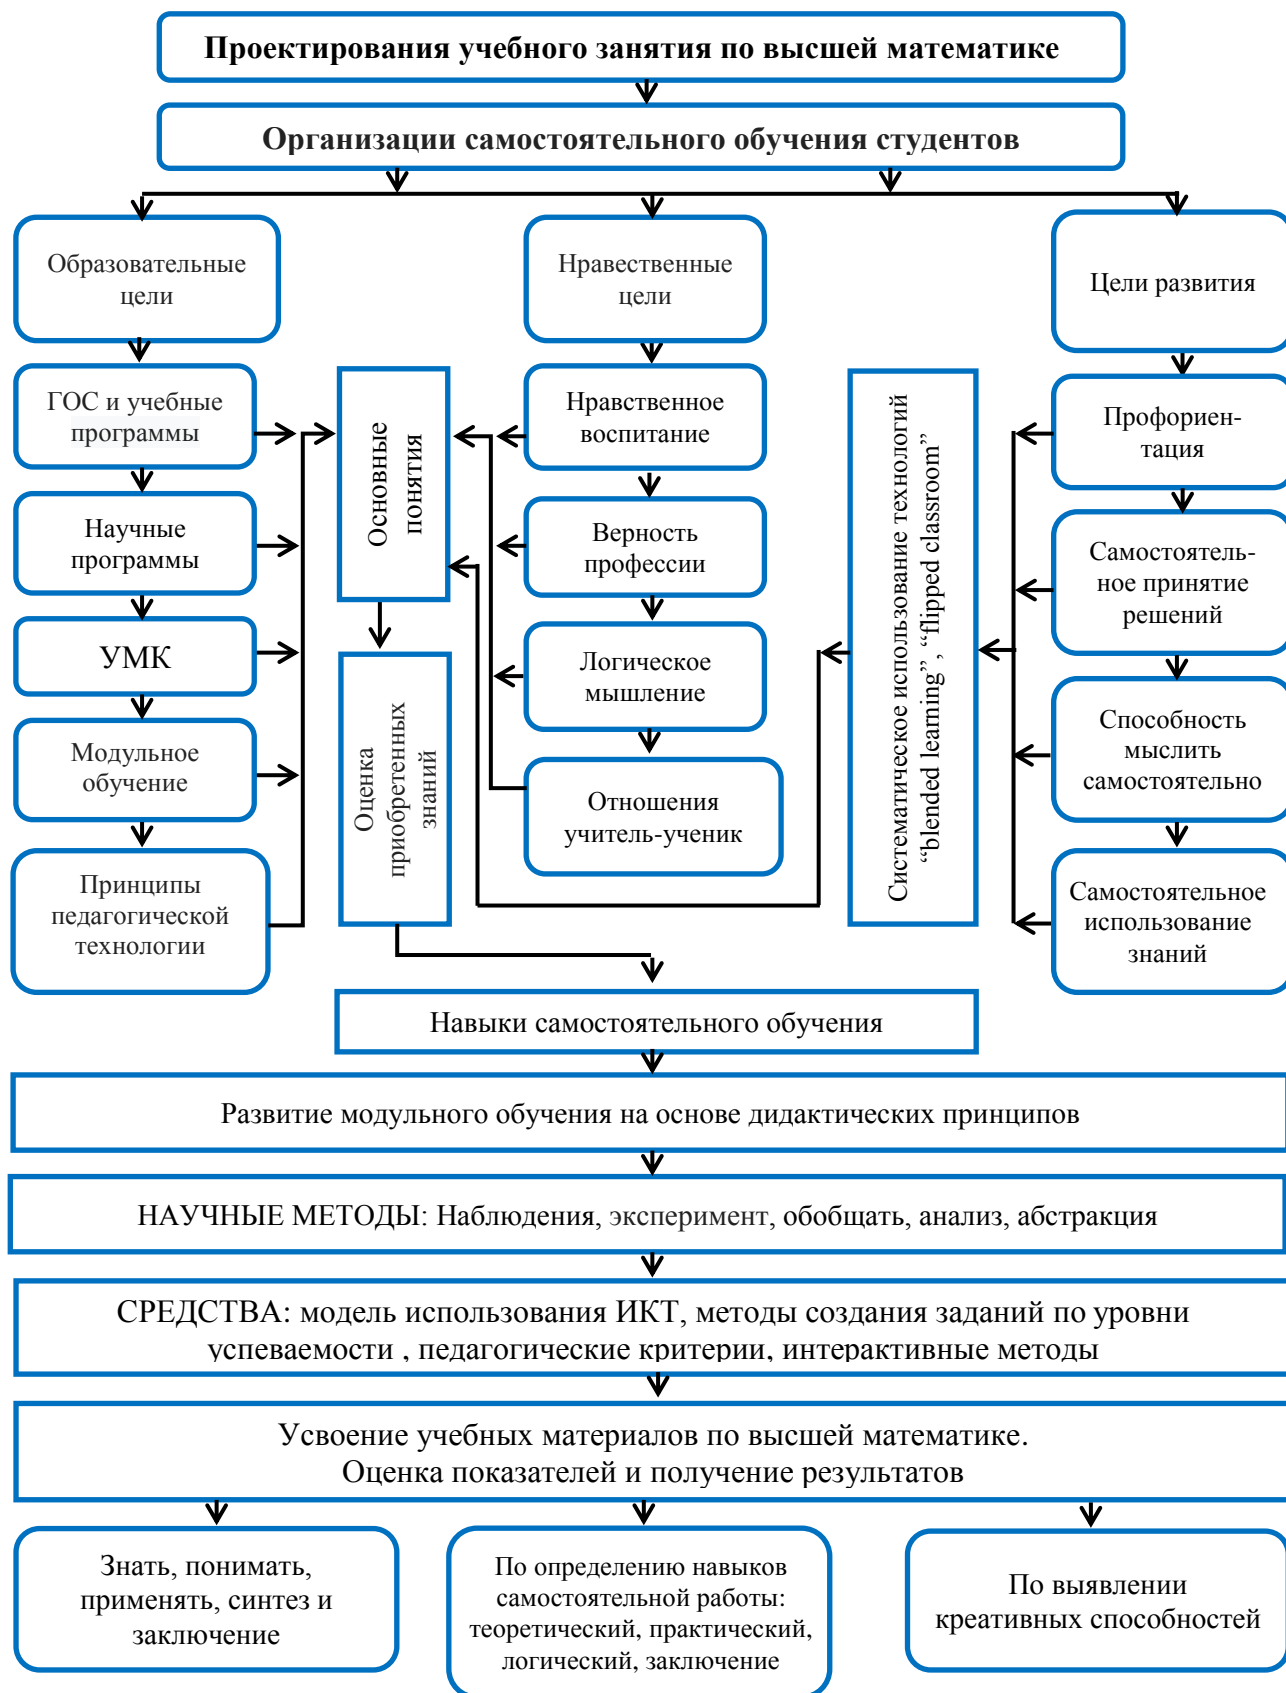 Проектирования учебного занятия по высшей математике
Организации самостоятельного обучения студентов
Образовательные
цели
Нравественные
цели
Цели развития
ГОС и учебные
программы
Научные
программы
УМК
Модульное
обучение
Принципы
педагогической
технологии
Основные
понятия
Оценка
приобретенных
знаний
Нравственное
воспитание
Верность
профессии
Логическое
мышление
Отношения
учитель-ученик
Систематическое использование технологий
“blended learning”, “flipped classroom”
Профориен-
тация
Самостоятель-
ное принятие
решений
Способность
мыслить
самостоятельно
Самостоятельное
использование
знаний
Навыки самостоятельного обучения
Развитие модульного обучения на основе дидактических принципов
НАУЧНЫЕ МЕТОДЫ: Наблюдения, эксперимент, обобщать, анализ, абстракция
СРЕДСТВА: модель использования ИКТ, методы создания заданий по уровни
успеваемости , педагогические критерии, интерактивные методы
Усвоение учебных материалов по высшей математике.
Оценка показателей и получение результатов
Знать, понимать,
применять, синтез и
заключение
По определению навыков
самостоятельной работы:
теоретический, практический,
логический, заключение
По выявлении
креативных способностей